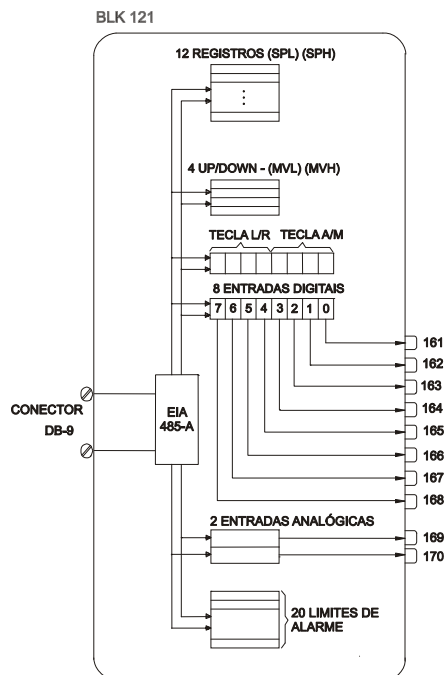 BLK 121
12 REGISTROS (SPL) (SPH)
4 UP/DOWN - (MVL) (MVH)
TECLA L/R TECLA A/M
8 ENTRADAS DIGITAIS
7 6 5 4 3 2 1 0
161
162
163
164
165
166
167
168
CONECTOR
DB-9
EIA
485-A
2 ENTRADAS ANALÓGICAS
169
170
20 LIMITES DE
ALARME